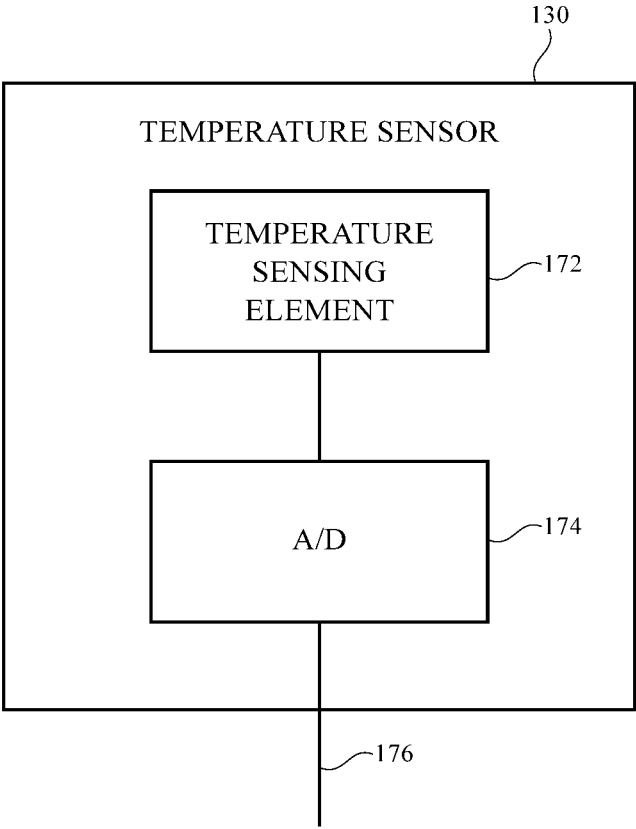 130
TEMPERATURE SENSOR
TEMPERATURE
SENSING
ELEMENT
172
A/D
174
176